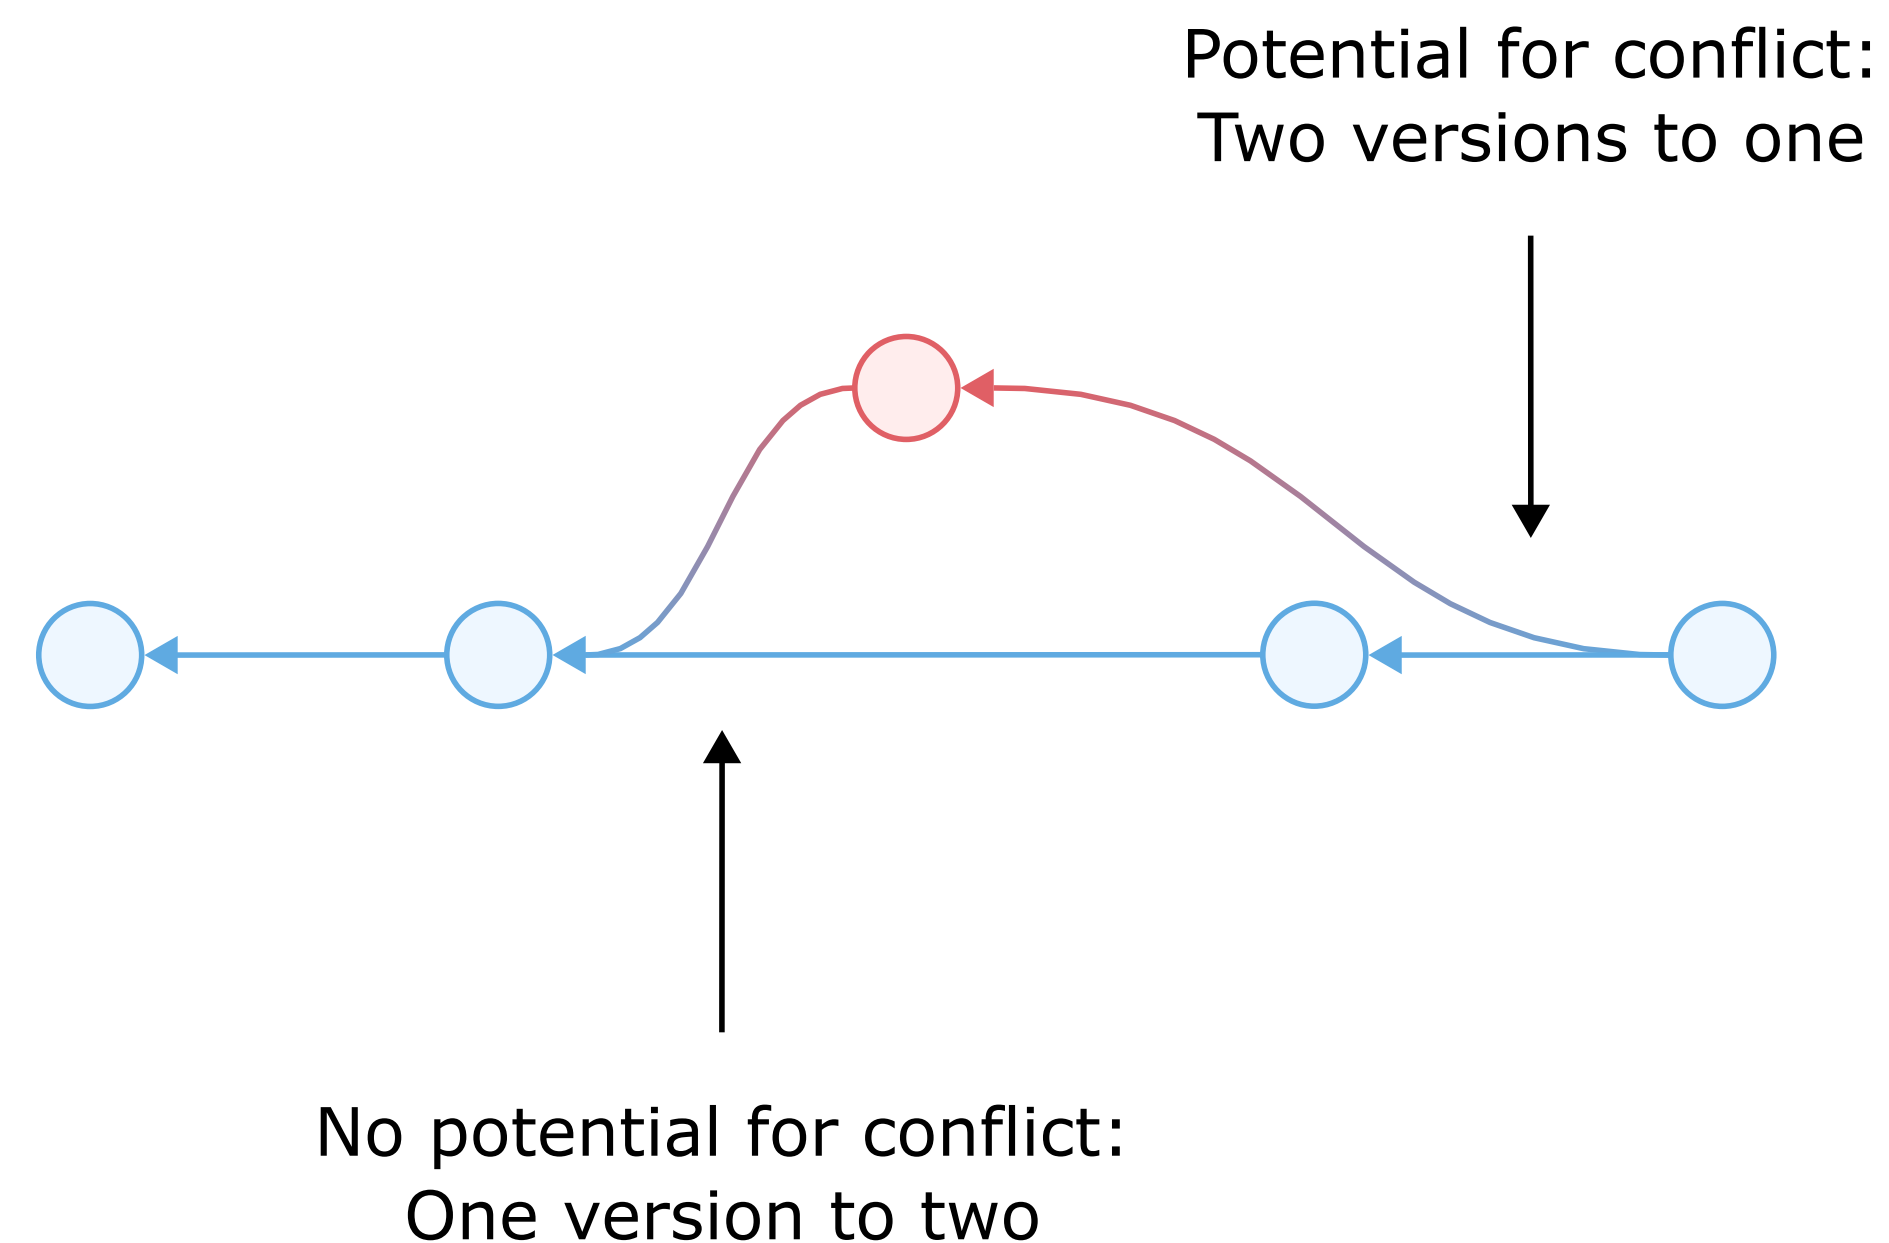 Potential for conflict:
Two versions to one
No potential for conflict:
One version to two